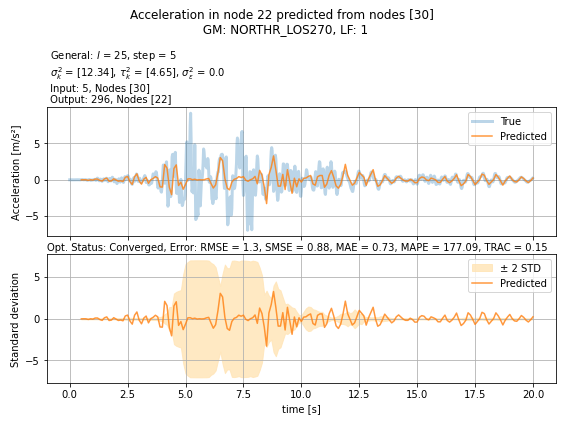 Acceleration in node 22 predicted from nodes [30]
GM: NORTHR_LOS270, LF: 1
General: l = 25, step = 5
σ²ₖ = [12.34], τ²ₖ = [4.65], σ²ε = 0.0
Input: 5, Nodes [30]
Output: 296, Nodes [22]
Acceleration [m/s²]
5
0
−5
True
Predicted
Opt. Status: Converged, Error: RMSE = 1.3, SMSE = 0.88, MAE = 0.73, MAPE = 177.09, TRAC = 0.15
Standard deviation
5
0
−5
± 2 STD
Predicted
0.0 2.5 5.0 7.5 10.0 12.5 15.0 17.5 20.0
time [s]